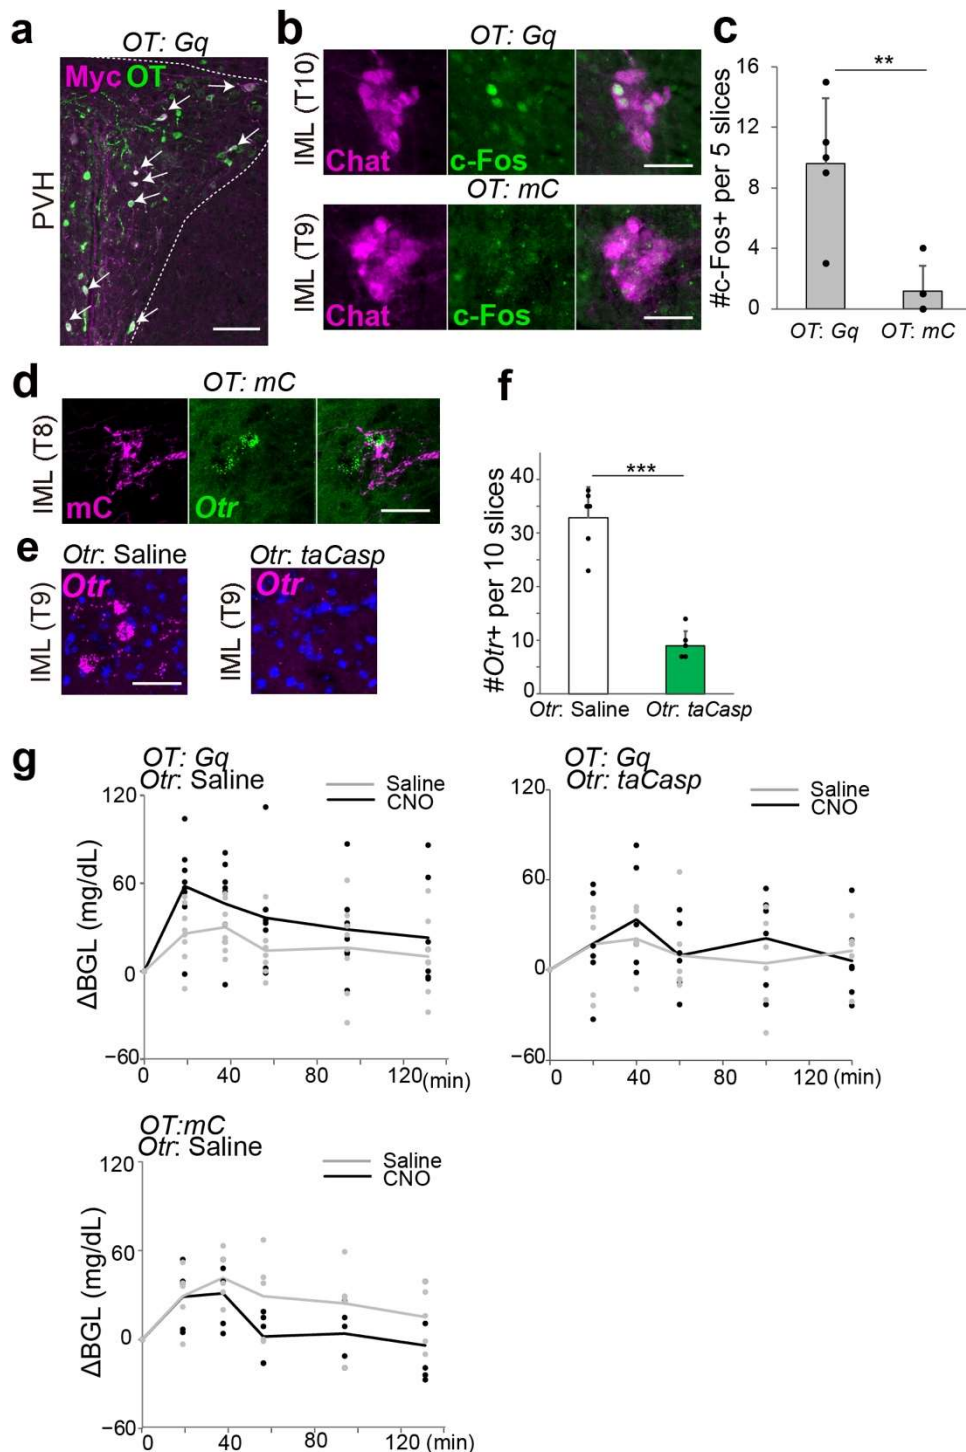 a
OT: Gq
Myc OT
PVH
b
OT: Gq
IML (T10)
Chat
c-Fos
OT: mC
IML (T9)
Chat
c-Fos
c
#c-Fos+ per 5 slices
16
12
8
4
0
**
OT: Gq OT: mC
d
OT: mC
IML (T8)
mC
Otr
e
Otr: Saline
Otr: taCasp
IML (T9)
Otr
IML (T9)
Otr
f
#Otr+ per 10 slices
40
30
20
10
0
***
Otr: Saline Otr: taCasp
g
OT: Gq
Otr: Saline
Saline
CNO
ΔBGL (mg/dL)
120
60
0
−60
0 40 80 120 (min)
OT: Gq
Otr: taCasp
Saline
CNO
120
60
0
−60
0 40 80 120 (min)
OT:mC
Otr: Saline
Saline
CNO
ΔBGL (mg/dL)
120
60
0
−60
0 40 80 120 (min)